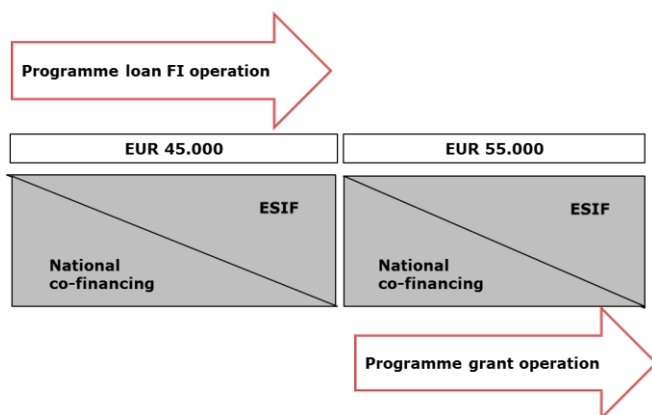 Programme loan FI operation
EUR 45.000
EUR 55.000
ESIF
National
co-financing
ESIF
National
co-financing
Programme grant operation